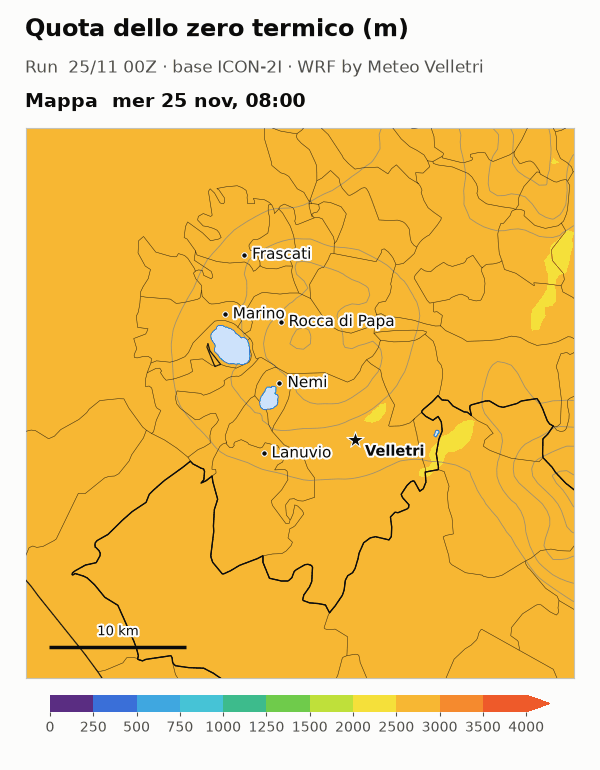 Quota dello zero termico (m)
Run  25/11 00Z · base ICON-2I · WRF by Meteo Velletri
Mappa  mer 25 nov, 08:00
Frascati
Marino
Rocca di Papa
Nemi
Velletri
Lanuvio
10 km
0 250 500 750 1000 1250 1500 2000 2500 3000 3500 4000